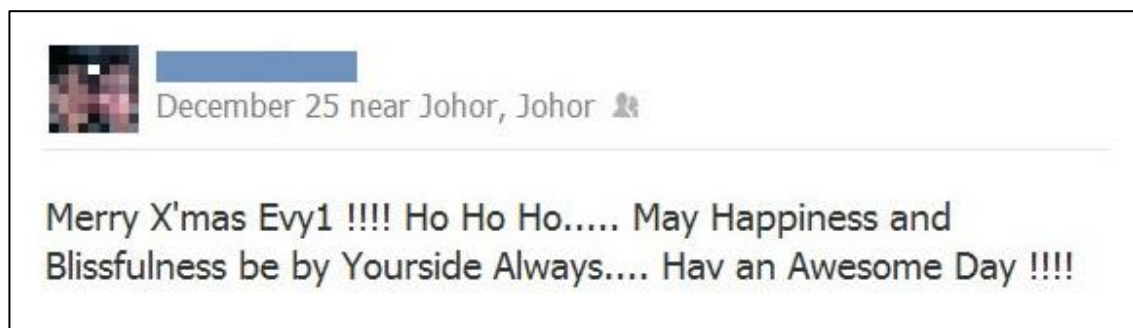 December 25 near Johor, Johor
Merry X'mas Evy1 !!!! Ho Ho Ho..... May Happiness and
Blissfulness be by Yourside Always.... Hav an Awesome Day !!!!